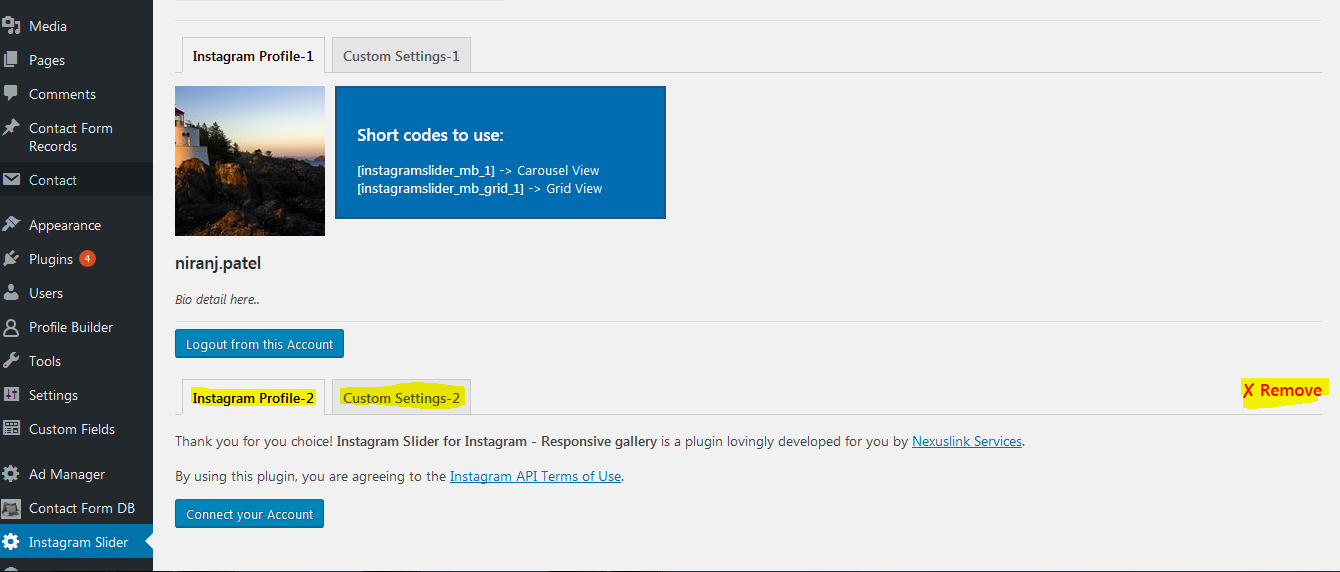 Media
Pages
Comments
Contact Form
Records
Contact
Appearance
Plugins 4
Users
Profile Builder
Tools
Settings
Custom Fields
Ad Manager
Contact Form DB
Instagram Slider
Instagram Profile-1 Custom Settings-1
Short codes to use:
[instagramslider_mb_1] -> Carousel View
[instagramslider_mb_grid_1] -> Grid View
niranj.patel
Bio detail here..
Logout from this Account
Instagram Profile-2 Custom Settings-2 ✗ Remove
Thank you for you choice! Instagram Slider for Instagram - Responsive gallery is a plugin lovingly developed for you by Nexuslink Services.
By using this plugin, you are agreeing to the Instagram API Terms of Use.
Connect your Account